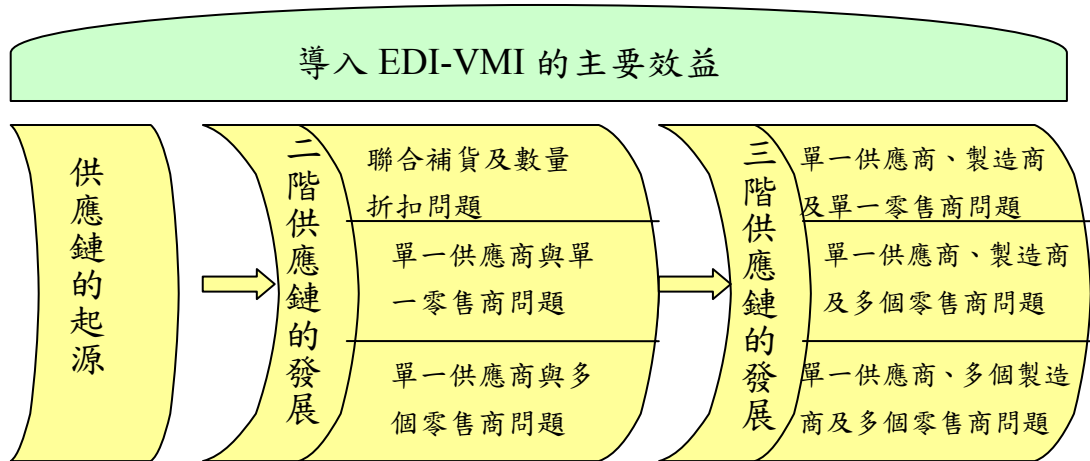 導入 EDI-VMI 的主要效益
供應鏈的起源
二階供應鏈的發展
聯合補貨及數量
折扣問題
單一供應商與單
一零售商問題
單一供應商與多
個零售商問題
三階供應鏈的發展
單一供應商、製造商
及單一零售商問題
單一供應商、製造商
及多個零售商問題
單一供應商、多個製造
商及多個零售商問題